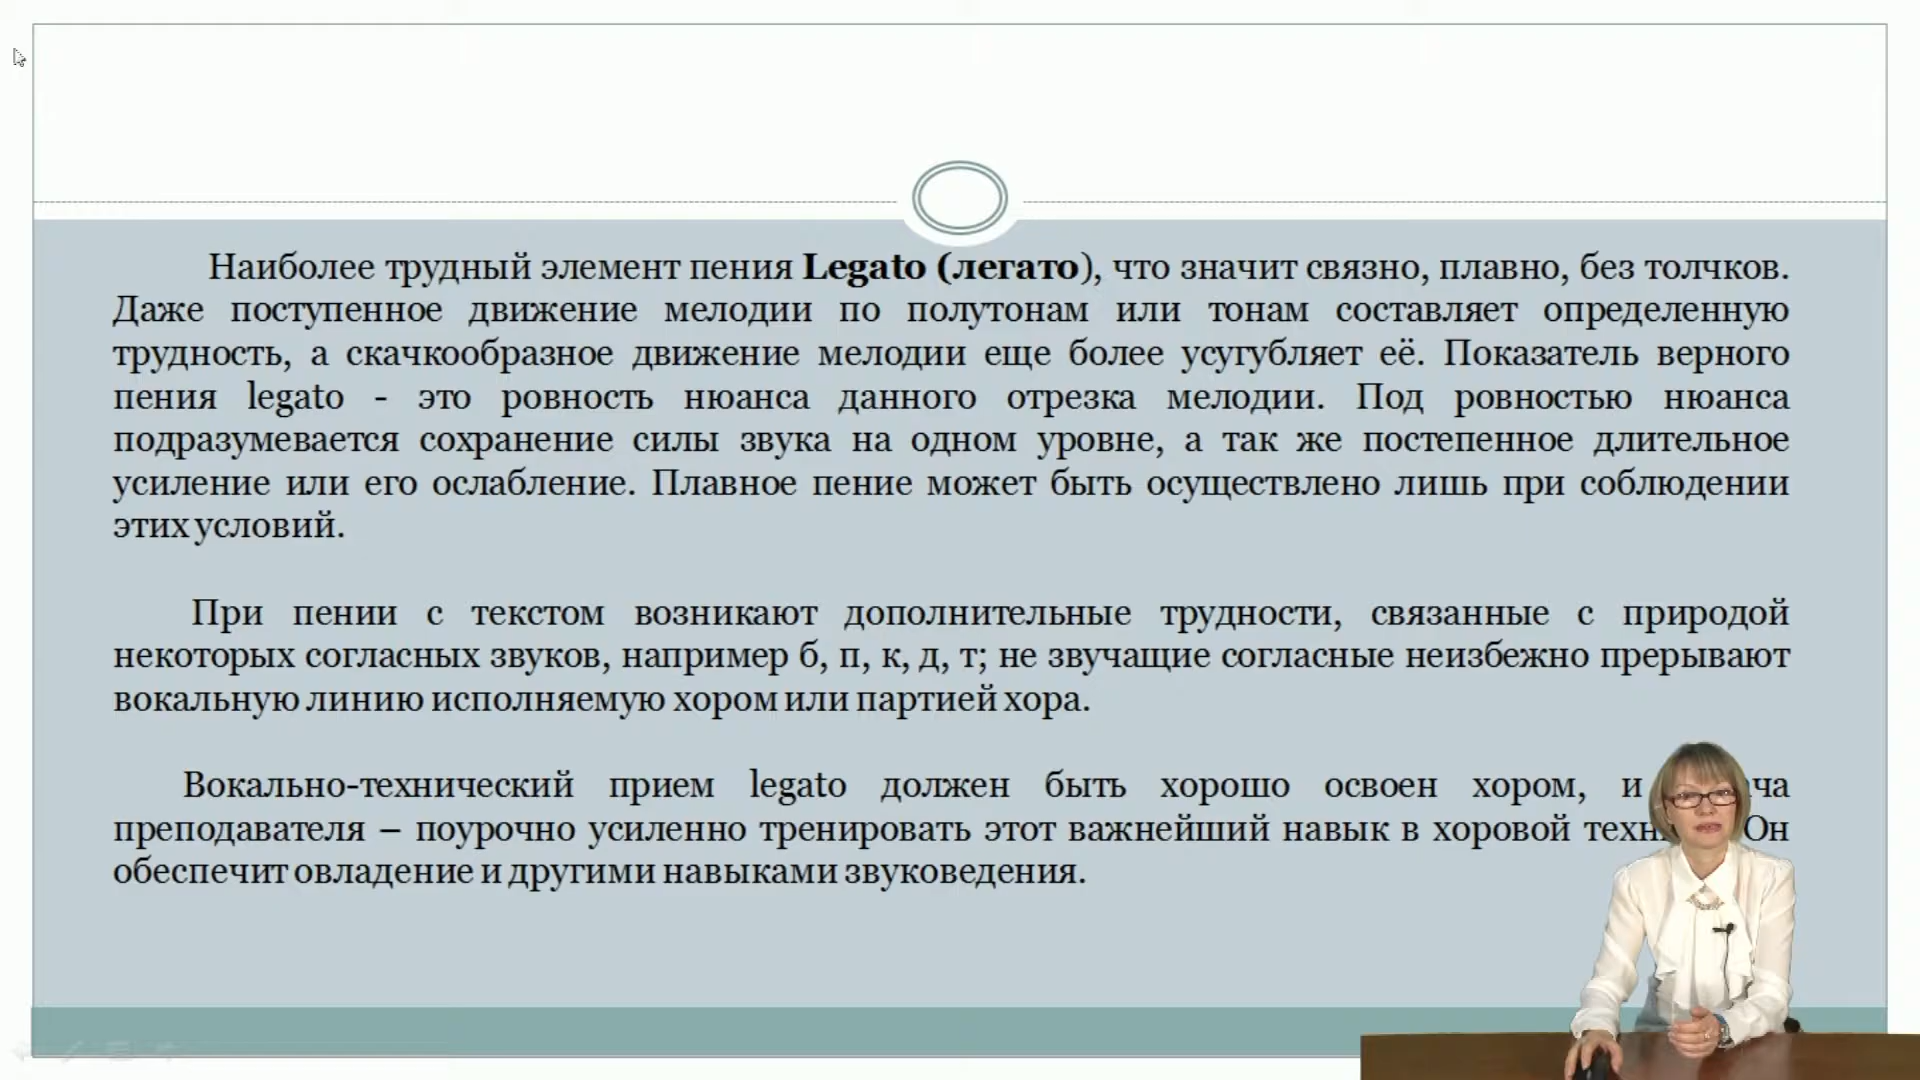 Наиболее трудный элемент пения Legato (легато), что значит связно, плавно, без толчков.
Даже поступенное движение мелодии по полутонам или тонам составляет определенную
трудность, а скачкообразное движение мелодии еще более усугубляет её. Показатель верного
пения legato - это ровность нюанса данного отрезка мелодии. Под ровностью нюанса
подразумевается сохранение силы звука на одном уровне, а так же постепенное длительное
усиление или его ослабление. Плавное пение может быть осуществлено лишь при соблюдении
этих условий.
При пении с текстом возникают дополнительные трудности, связанные с природой
некоторых согласных звуков, например б, п, к, д, т; не звучащие согласные неизбежно прерывают
вокальную линию исполняемую хором или партией хора.
Вокально-технический прием legato должен быть хорошо освоен хором, и
преподавателя – поурочно усиленно тренировать этот важнейший навык в хоровой Он
обеспечит овладение и другими навыками звуковедения.